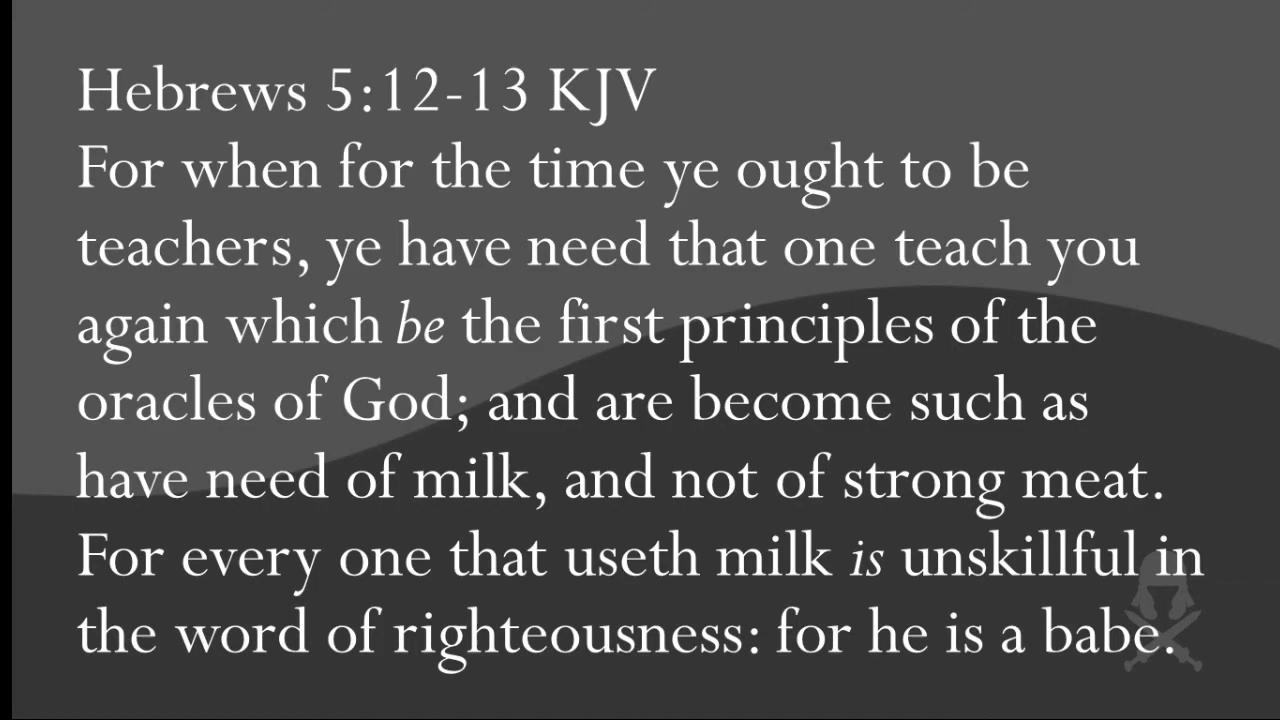 Hebrews 5:12-13 KJV
For when for the time ye ought to be
teachers, ye have need that one teach you
again which be the first principles of the
oracles of God; and are become such as
have need of milk, and not of strong meat.
For every one that useth milk is unskillful in
the word of righteousness: for he is a babe.